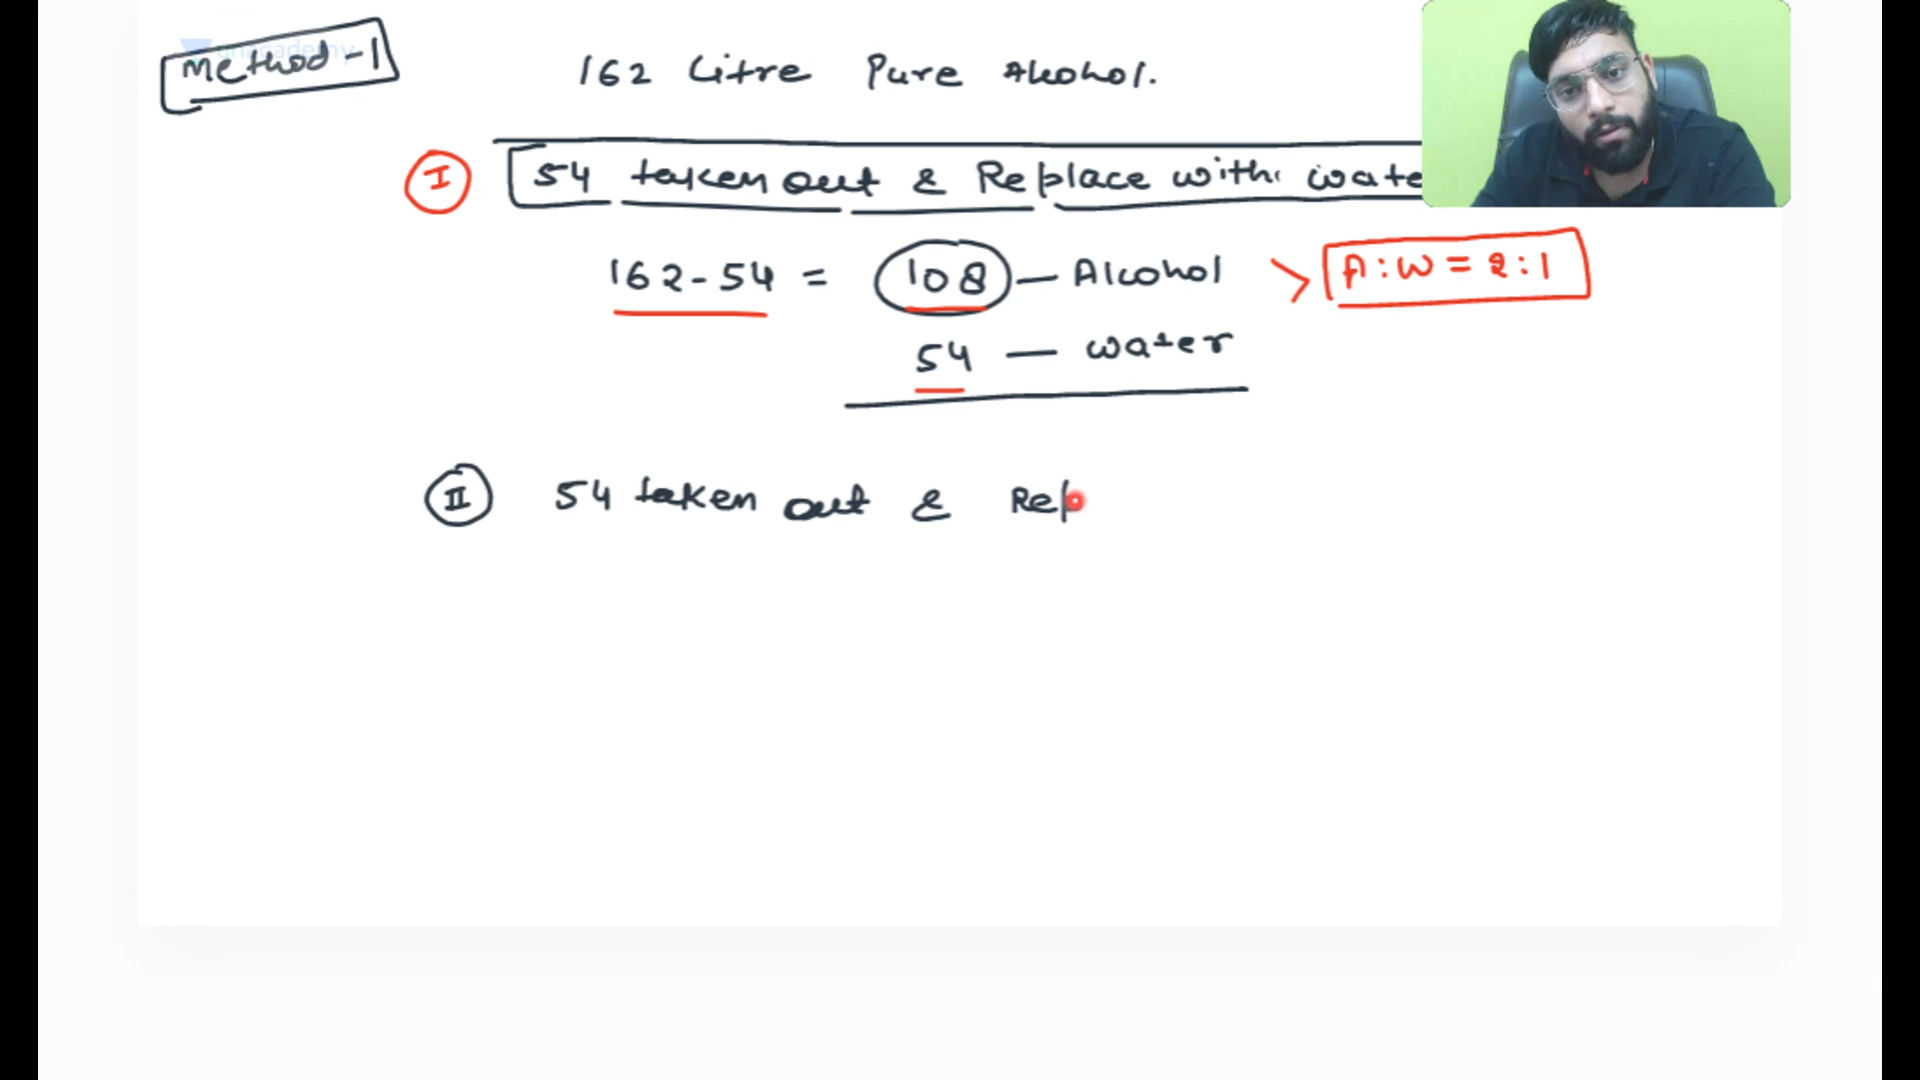 Method-1
162 Litre Pure Alcohol.
I 54 taken out & Replace with wate
162-54 = 108 — Alcohol > A:W = 2:1
54 — water
II 54 taken out & Rep